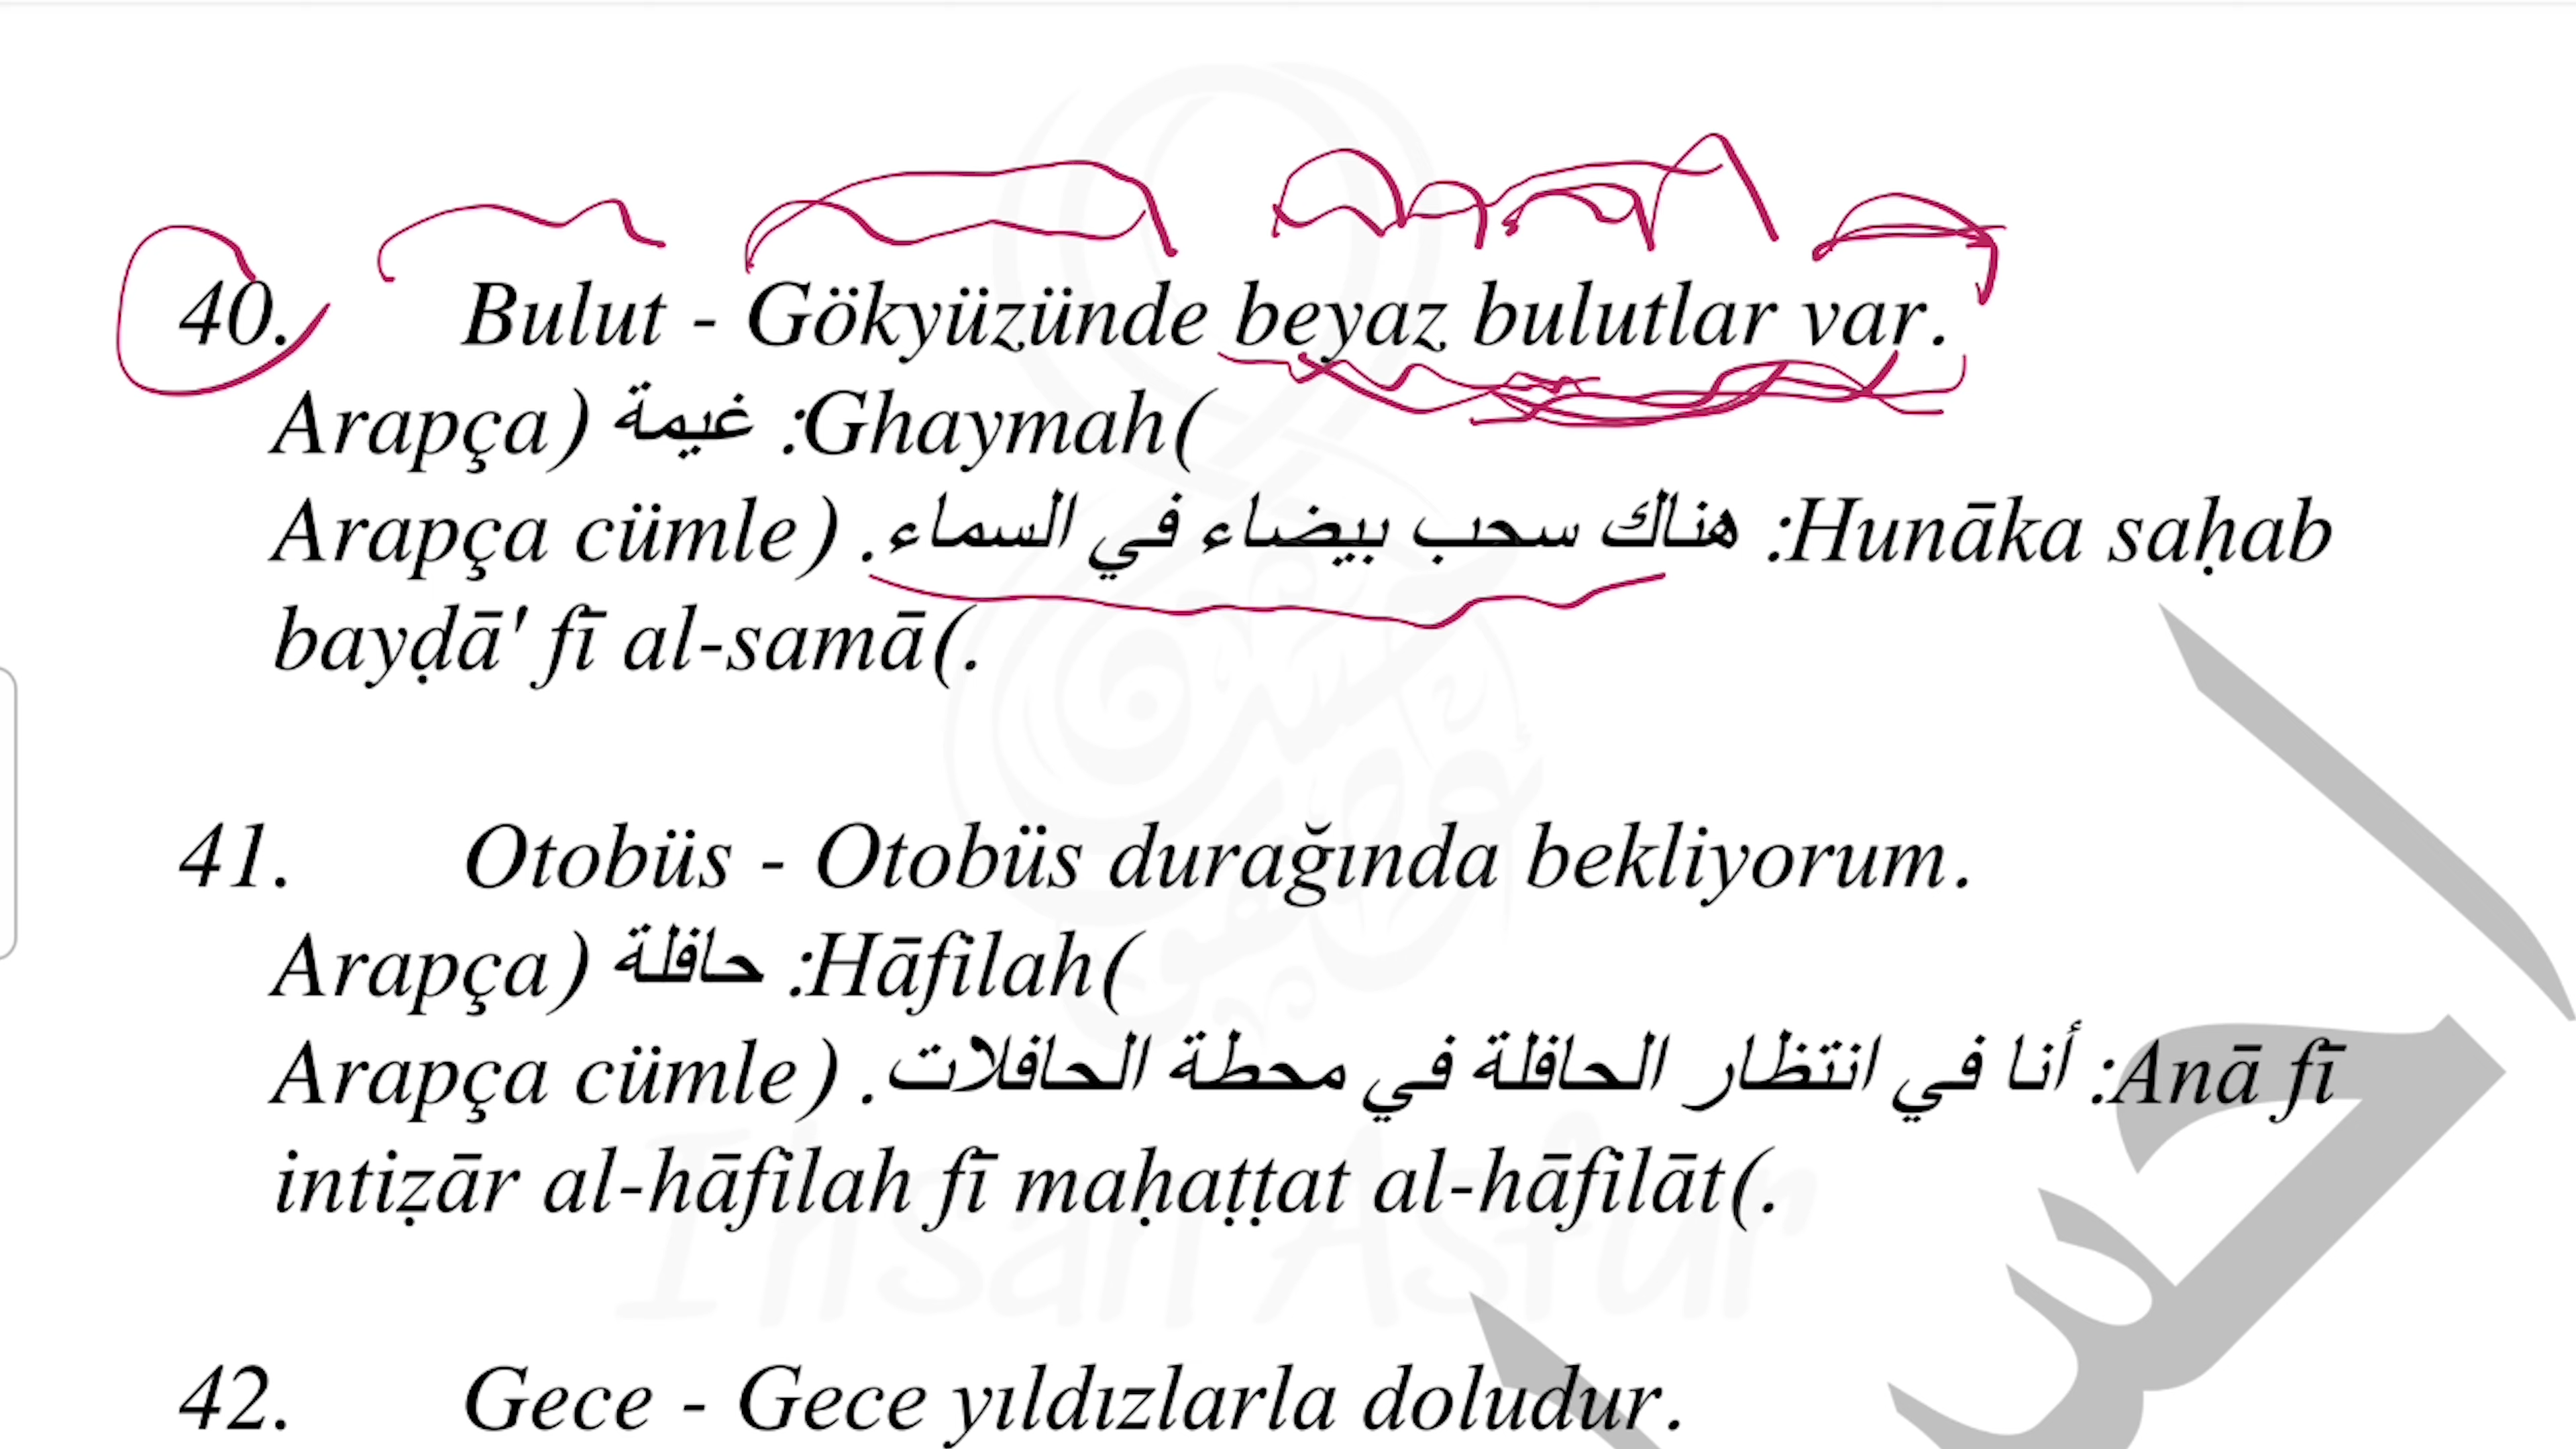 40. Bulut - Gökyüzünde beyaz bulutlar var.
Arapça) غيمة :Ghaymah(
Arapça cümle) هناك سحب بيضاء في السماء. :Hunāka saḥab
bayḍā' fī al-samā(.
41. Otobüs - Otobüs durağında bekliyorum.
Arapça) حافلة :Hāfilah(
Arapça cümle) أنا في انتظار الحافلة في محطة الحافلات. :Anā fī
intiẓār al-hāfilah fī maḥaṭṭat al-hāfilāt(.
Ihsan Asfur
42. Gece - Gece yıldızlarla doludur.